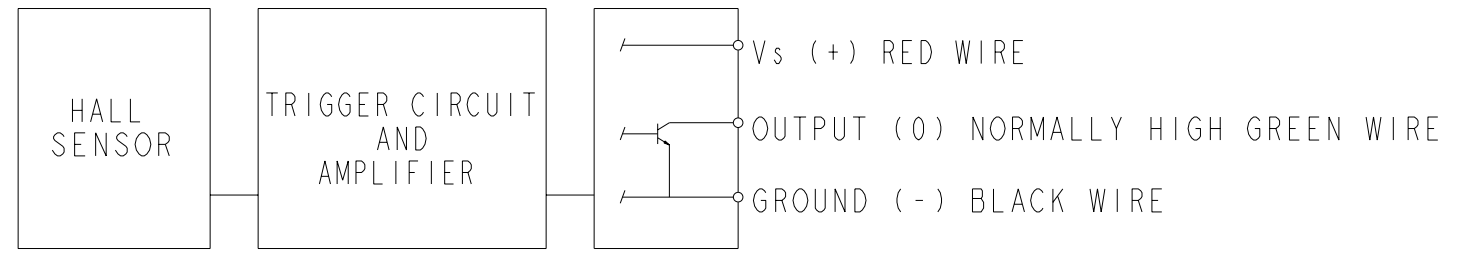 HALL
SENSOR
TRIGGER CIRCUIT
AND
AMPLIFIER
Vs (+) RED WIRE
OUTPUT (O) NORMALLY HIGH GREEN WIRE
GROUND (-) BLACK WIRE